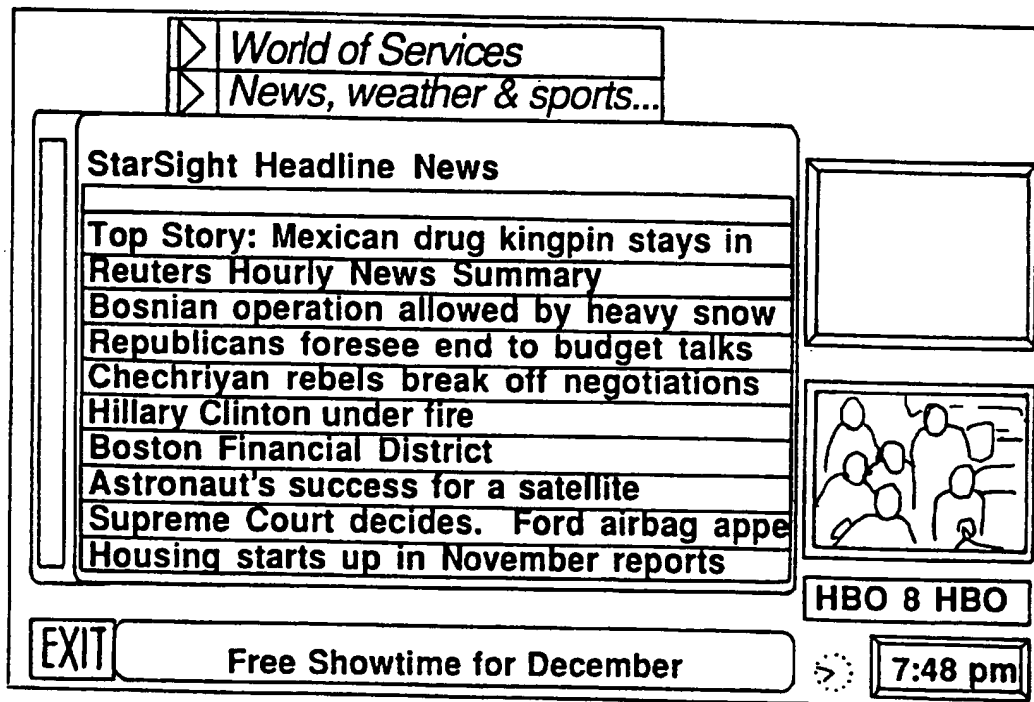 World of Services
News, weather & sports...
StarSight Headline News
Top Story: Mexican drug kingpin stays in
Reuters Hourly News Summary
Bosnian operation allowed by heavy snow
Republicans foresee end to budget talks
Chechriyan rebels break off negotiations
Hillary Clinton under fire
Boston Financial District
Astronaut's success for a satellite
Supreme Court decides. Ford airbag appe
Housing starts up in November reports
HBO 8 HBO
EXIT
Free Showtime for December
7:48 pm